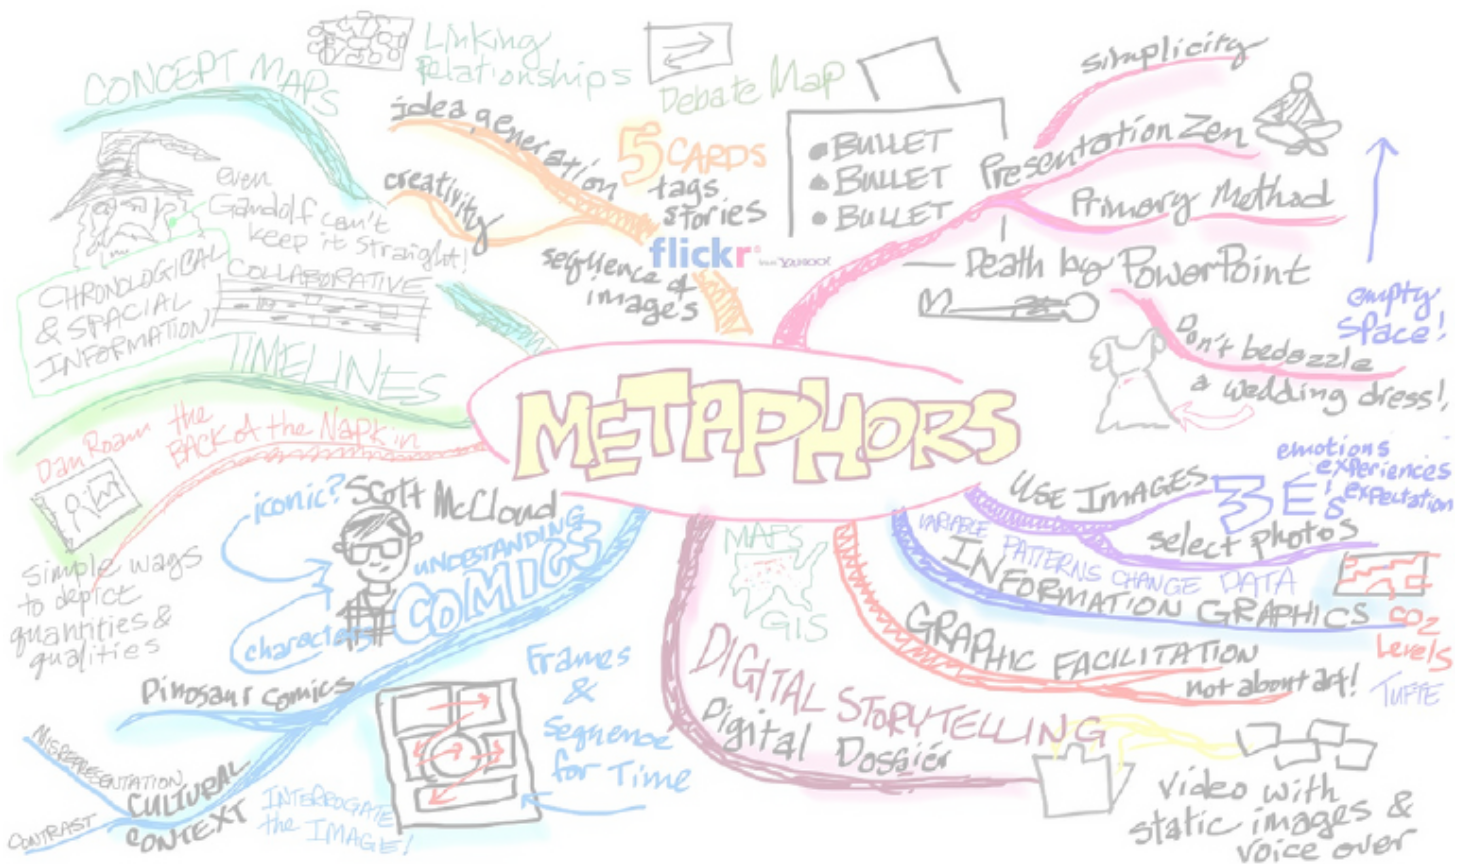 CONCEPT MAPS
Linking
Relationships
Debate Map
idea generation
creativity
5 CARDS
tags
stories
flickr
YAHOO!
sequence of
images
BULLET
BULLET
BULLET
simplicity
Presentation Zen
Primary Method
Death by PowerPoint
empty
space!
Don't bedazzle
a wedding dress!
even
Gandolf can't
keep it straight!
CHRONOLOGICAL
& SPACIAL
INFORMATION
COLLABORATIVE
TIMELINES
METAPHORS
Dan Roam the
BACK of the Napkin
Simple ways
to depict
quantities &
qualities
iconic?
Scott McCloud
UNDSTANDING
COMICS
character
Dinosaur Comics
MISREPRESENTATION
CULTURAL
CONTEXT
CONTRAST
INTERROGATE
the IMAGE!
Frames
&
sequence
for Time
MAPS
GIS
DIGITAL STORYTELLING
Digital Dossier
USE IMAGES
3 E's
emotions
experiences
expectation
select photos
VARIABLE PATTERNS CHANGE DATA
INFORMATION GRAPHICS
CO2
Levels
TUFTE
GRAPHIC FACILITATION
not about art!
Video with
static images &
voice over